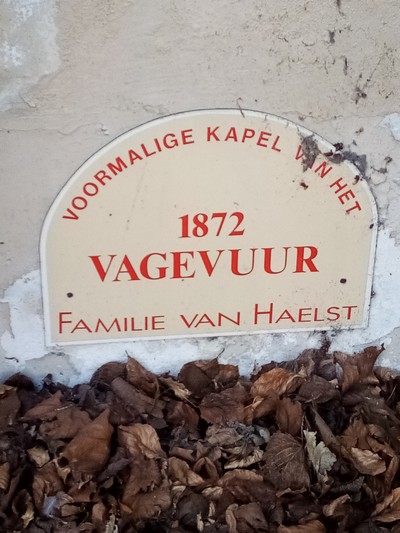 VOORMALIGE KAPEL VAN HET
1872
VAGEVUUR
FAMILIE VAN HAELST